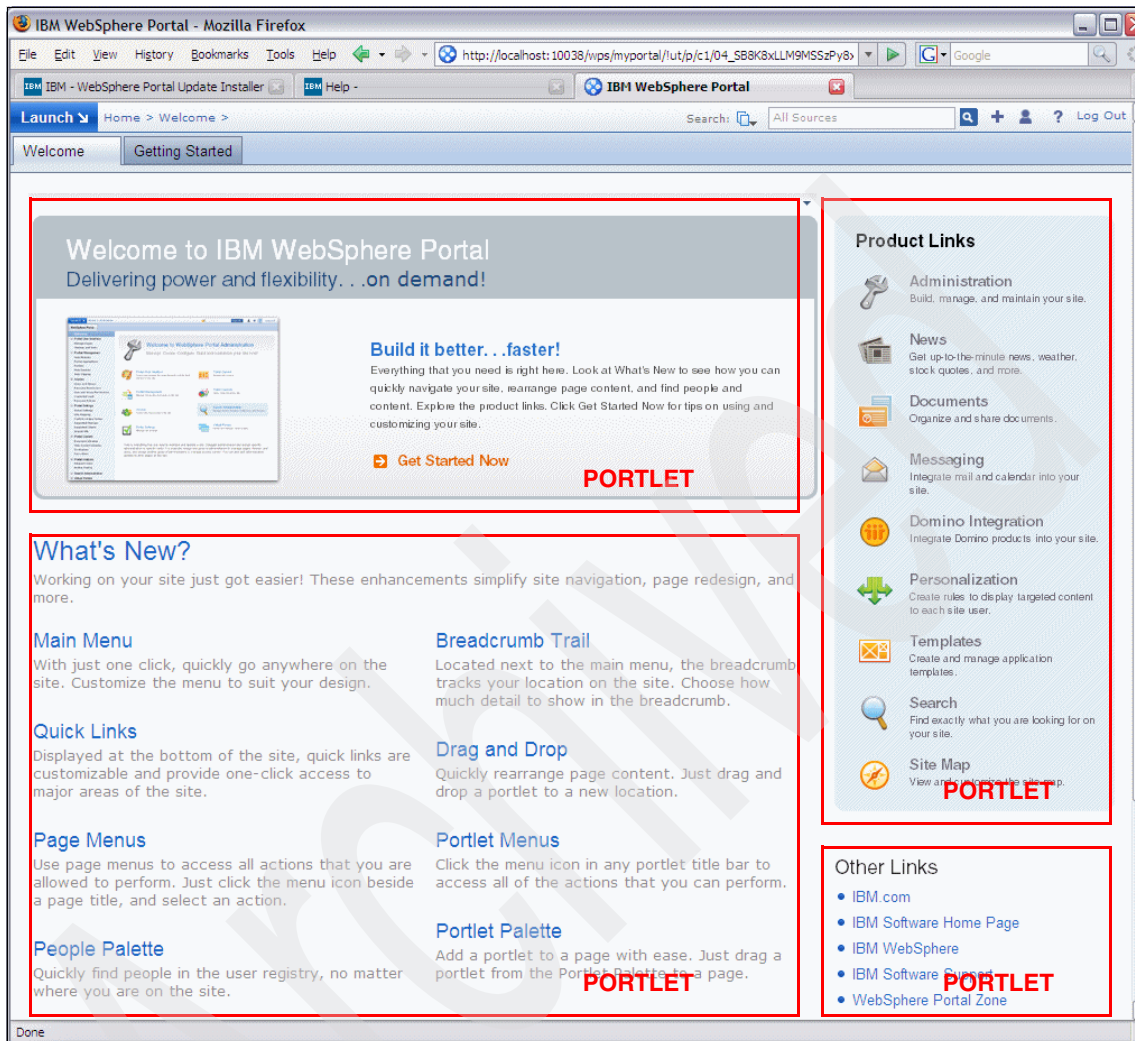 IBM WebSphere Portal - Mozilla Firefox
File Edit View History Bookmarks Tools Help
http://localhost:10038/wps/myportal/!ut/p/c1/04_SB8K8xLLM9MSSzPy8x
Google
IBM - WebSphere Portal Update Installer
IBM Help -
IBM WebSphere Portal
Launch
Home > Welcome >
Search:
All Sources
? Log Out
Welcome
Getting Started
Welcome to IBM WebSphere Portal
Delivering power and flexibility. . .on demand!
Build it better. . .faster!
Everything that you need is right here. Look at What's New to see how you can
quickly navigate your site, rearrange page content, and find people and
content. Explore the product links. Click Get Started Now for tips on using and
customizing your site.
Get Started Now
PORTLET
What's New?
Working on your site just got easier! These enhancements simplify site navigation, page redesign, and
more.
Main Menu
With just one click, quickly go anywhere on the
site. Customize the menu to suit your design.
Quick Links
Displayed at the bottom of the site, quick links are
customizable and provide one-click access to
major areas of the site.
Page Menus
Use page menus to access all actions that you are
allowed to perform. Just click the menu icon beside
a page title, and select an action.
People Palette
Quickly find people in the user registry, no matter
where you are on the site.
Breadcrumb Trail
Located next to the main menu, the breadcrumb
tracks your location on the site. Choose how
much detail to show in the breadcrumb.
Drag and Drop
Quickly rearrange page content. Just drag and
drop a portlet to a new location.
Portlet Menus
Click the menu icon in any portlet title bar to
access all of the actions that you can perform.
Portlet Palette
Add a portlet to a page with ease. Just drag a
portlet from the Portlet Palette to a page.
PORTLET
Product Links
Administration
Build, manage, and maintain your site.
News
Get up-to-the-minute news, weather,
stock quotes, and more.
Documents
Organize and share documents.
Messaging
Integrate mail and calendar into your
site.
Domino Integration
Integrate Domino products into your site.
Personalization
Create rules to display targeted content
to each site user.
Templates
Create and manage application
templates.
Search
Find exactly what you are looking for on
your site.
Site Map
View and customize the site map.
PORTLET
Other Links
IBM.com
IBM Software Home Page
IBM WebSphere
IBM Software Support
WebSphere Portal Zone
PORTLET
Done
Archived